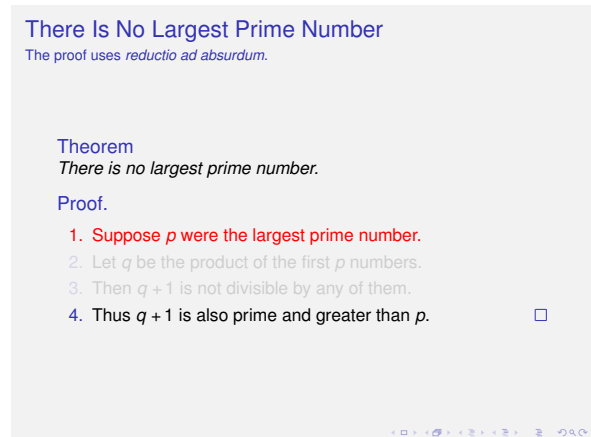 There Is No Largest Prime Number
The proof uses reductio ad absurdum.
Theorem
There is no largest prime number.
Proof.
1. Suppose p were the largest prime number.
2. Let q be the product of the first p numbers.
3. Then q + 1 is not divisible by any of them.
4. Thus q + 1 is also prime and greater than p.